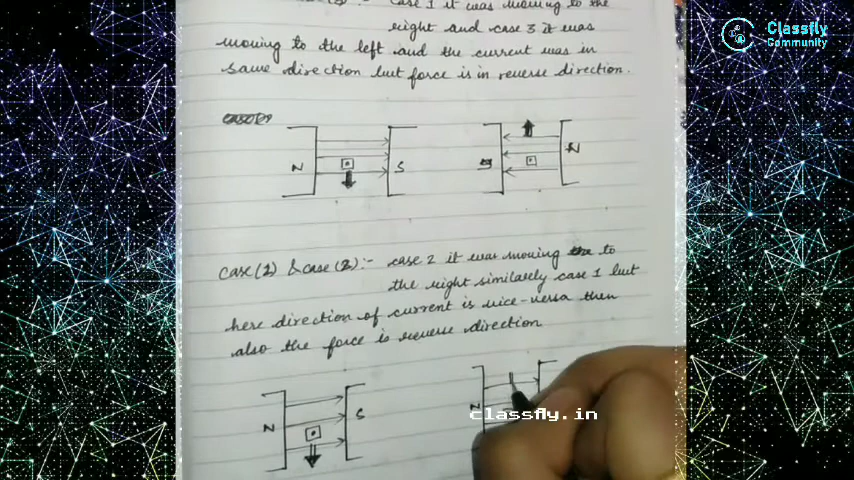 case 1 it was moving to the
right and case 3 it was
moving to the left and the current was in
same direction but force is in reverse direction.
N S N
case(1) & case(2):- case 2 it was moving to
the right similarly case 1 but
here direction of current is vice-versa then
also the force is reverse direction
N S N
classfly.in
Classfly
Community